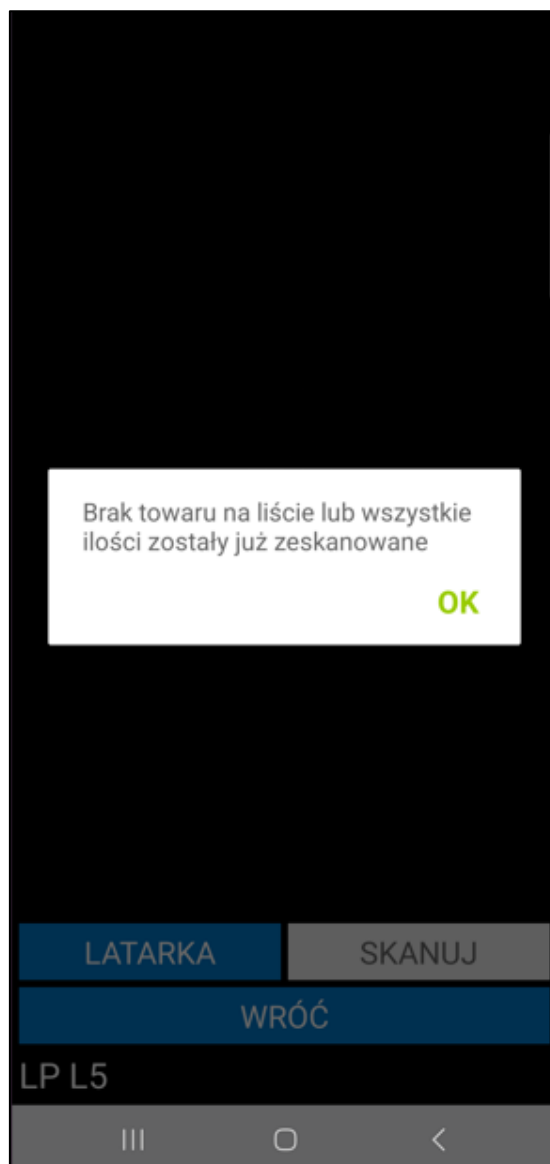 Brak towaru na liście lub wszystkie
ilości zostały już zeskanowane
OK
LATARKA SKANUJ
WRÓĆ
LP L5